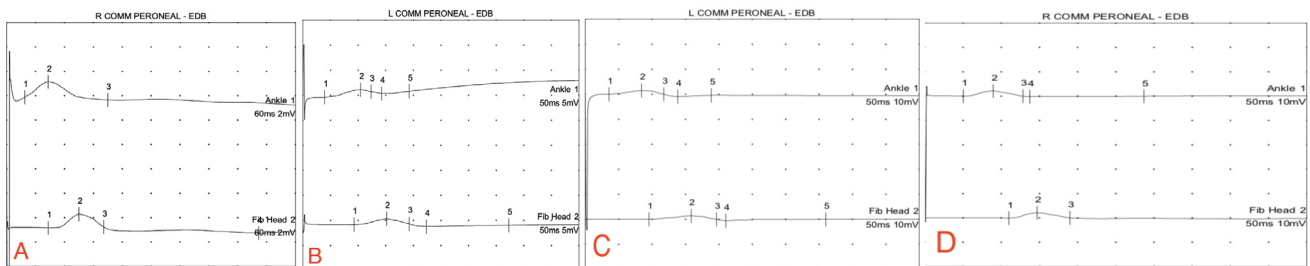 R COMM PERONEAL - EDB
1 2 3
Ankle 1
60ms 2mV
1 2 3
Fib Head 2
60ms 2mV
A
L COMM PERONEAL - EDB
1 2 3 4 5
Ankle 1
50ms 5mV
1 2 3 4 5
Fib Head 2
50ms 5mV
B
L COMM PERONEAL - EDB
1 2 3 4 5
Ankle 1
50ms 10mV
1 2 3 4 5
Fib Head 2
50ms 10mV
C
R COMM PERONEAL - EDB
1 2 3 4 5
Ankle 1
50ms 10mV
1 2 3
Fib Head 2
50ms 10mV
D